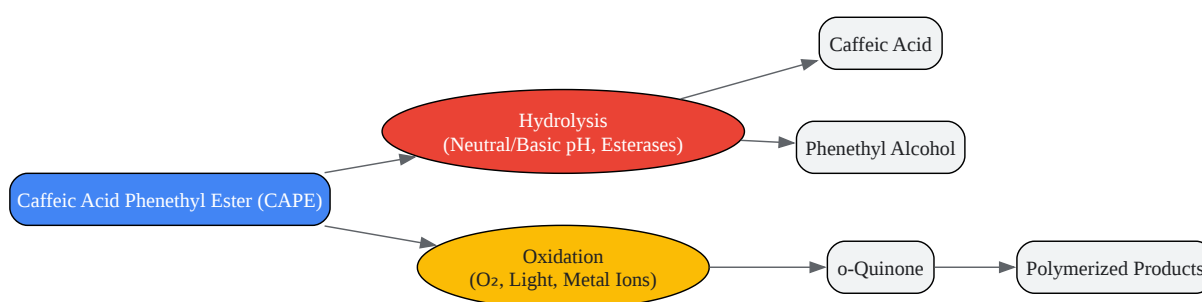 Caffeic Acid Phenethyl Ester (CAPE)
Hydrolysis
(Neutral/Basic pH, Esterases)
Caffeic Acid
Phenethyl Alcohol
Oxidation
(O₂, Light, Metal Ions)
o-Quinone
Polymerized Products